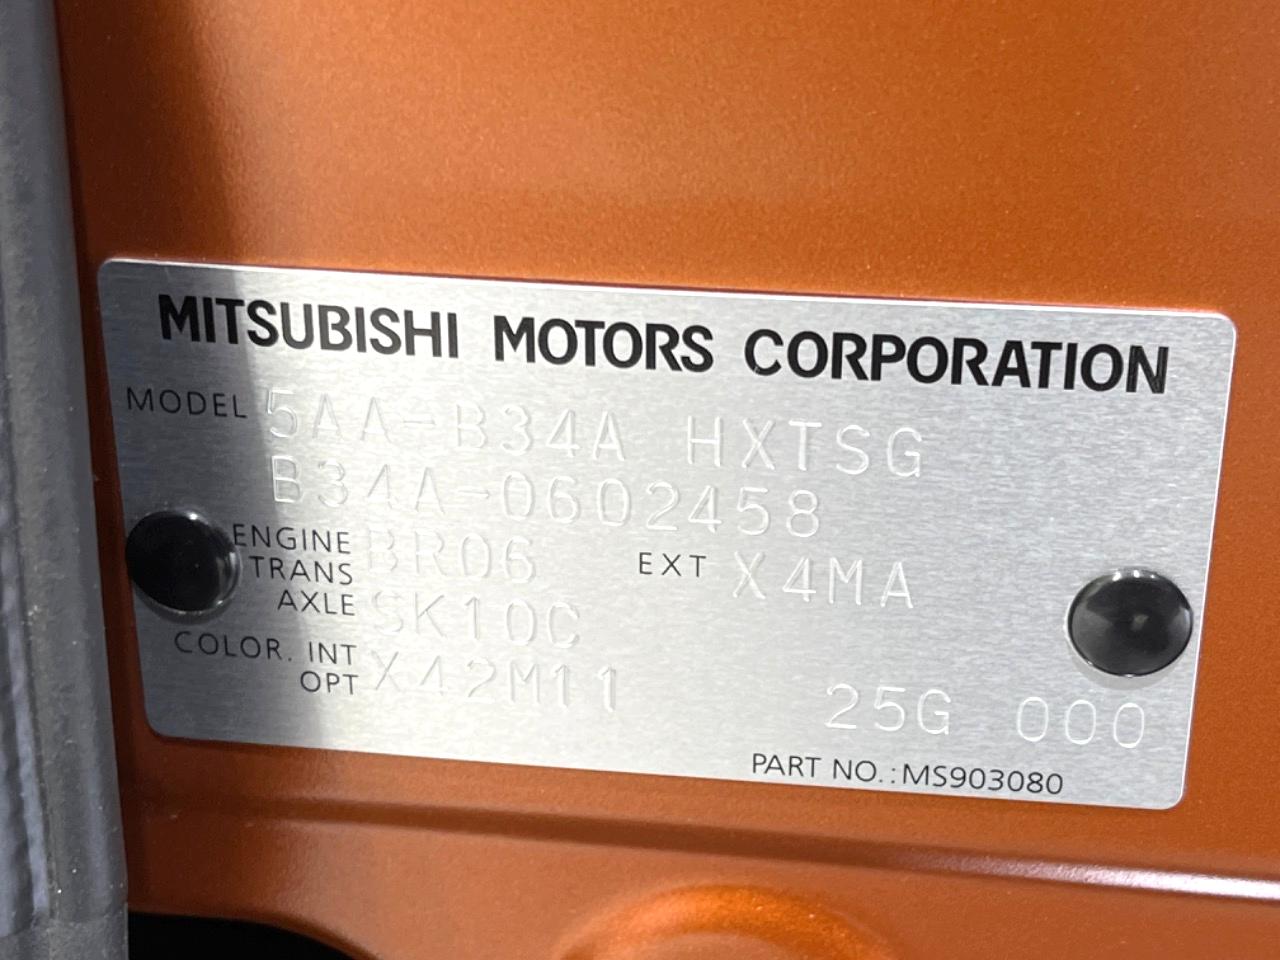 MITSUBISHI MOTORS CORPORATION
MODEL 5AA-B34A HXTSG
B34A-0602458
ENGINE BR06 EXT X4MA
TRANS
AXLE SK10C
COLOR. INT X42M11
OPT 25G 000
PART NO.:MS903080